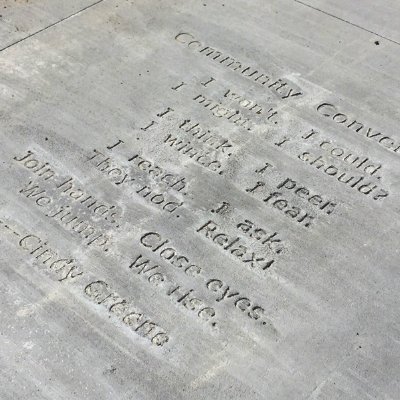 Community Conver
I won't. I could.
I might. I should?
I think. I peer.
I wince. I fear.
I reach. I ask.
They nod. Relax!
Join hands. Close eyes.
We jump. We rise.
---Cindy Greene